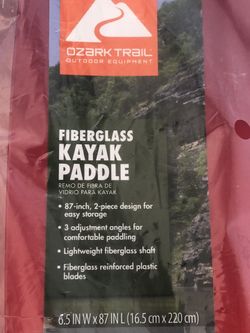 OZARK TRAIL
OUTDOOR EQUIPMENT
FIBERGLASS
KAYAK
PADDLE
REMO DE FIBRA DE
VIDRIO PARA KAYAK
• 87-inch, 2-piece design for
easy storage
• 3 adjustment angles for
comfortable paddling
• Lightweight fiberglass shaft
• Fiberglass reinforced plastic
blades
6.5 IN W x 87 IN L (16.5 cm x 220 cm)